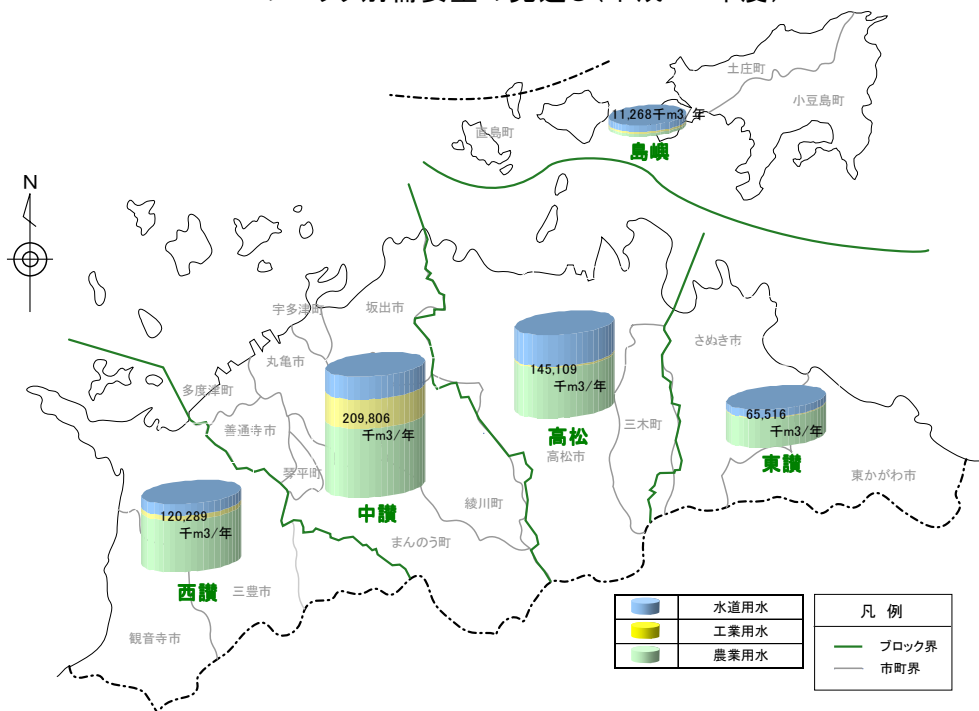 土庄町
小豆島町
11,268千m3/年
直島町
島嶼
N
宇多津町
坂出市
丸亀市
さぬき市
多度津町
145,109
千m3/年
209,806
千m3/年
65,516
千m3/年
善通寺市
三木町
高松
高松市
東讃
琴平町
東かがわ市
120,289
千m3/年
中讃
綾川町
まんのう町
西讃
三豊市
観音寺市
水道用水
工業用水
農業用水
凡 例
ブロック界
市町界